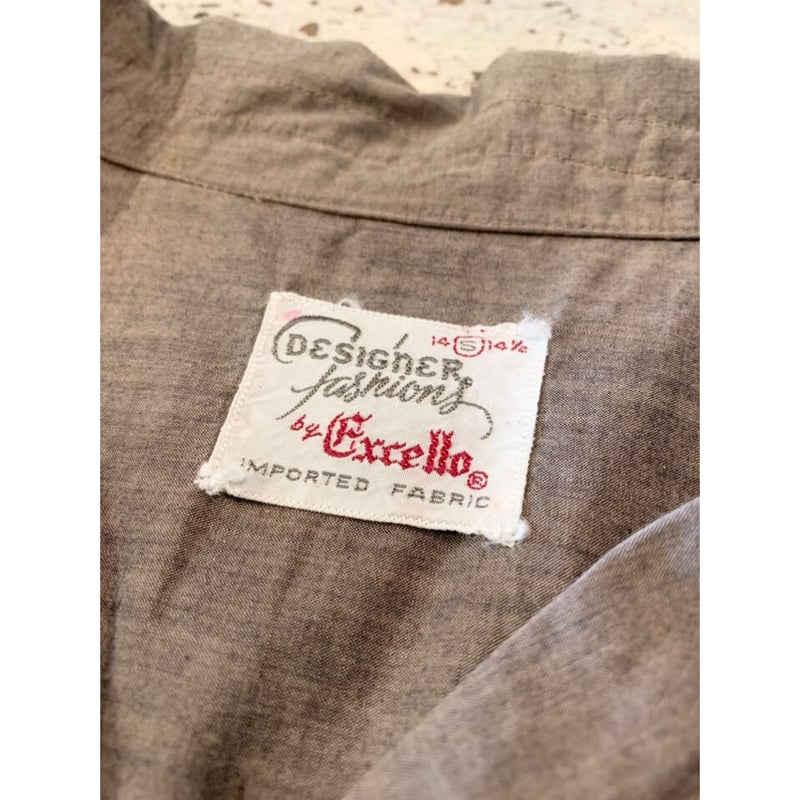 14 S 14½
DESIGNER
fashions
by Excello®
IMPORTED FABRIC